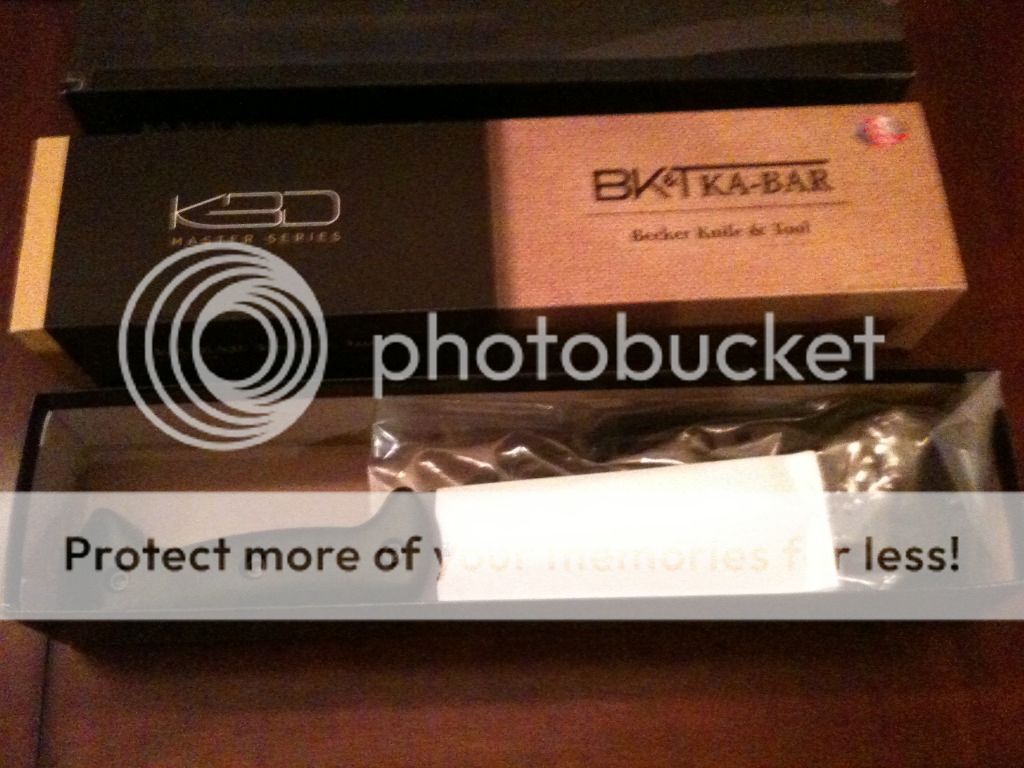 BK&T KA-BAR
Becker Knife & Tool
KBD
MASTER SERIES
photobucket
Protect more of your memories for less!